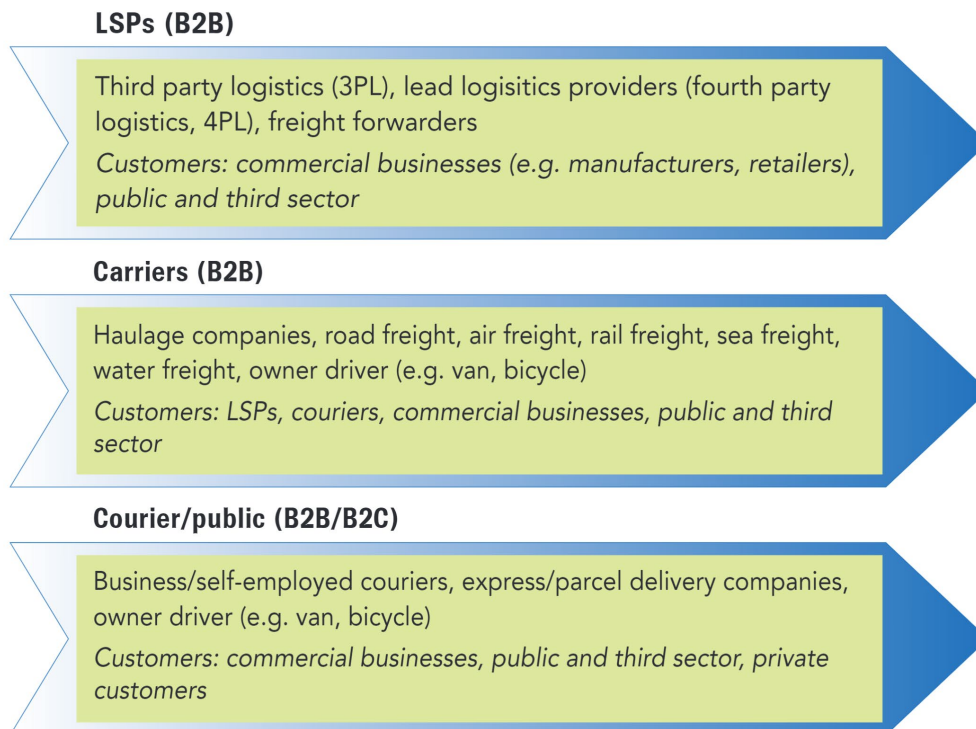 LSPs (B2B)
Third party logistics (3PL), lead logisitics providers (fourth party
logistics, 4PL), freight forwarders
Customers: commercial businesses (e.g. manufacturers, retailers),
public and third sector
Carriers (B2B)
Haulage companies, road freight, air freight, rail freight, sea freight,
water freight, owner driver (e.g. van, bicycle)
Customers: LSPs, couriers, commercial businesses, public and third
sector
Courier/public (B2B/B2C)
Business/self-employed couriers, express/parcel delivery companies,
owner driver (e.g. van, bicycle)
Customers: commercial businesses, public and third sector, private
customers